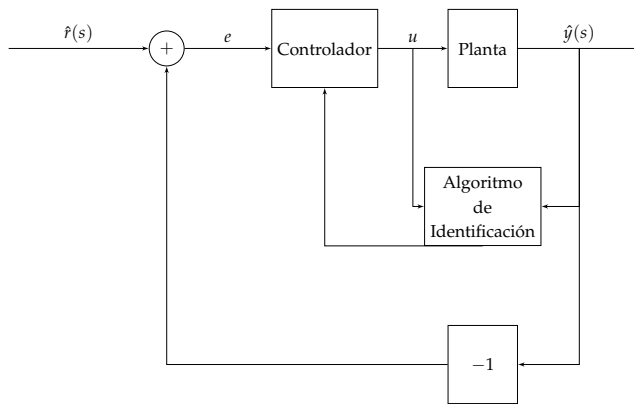 r̂(s)
+
e
Controlador
u
Planta
ŷ(s)
Algoritmo
de
Identificación
−1